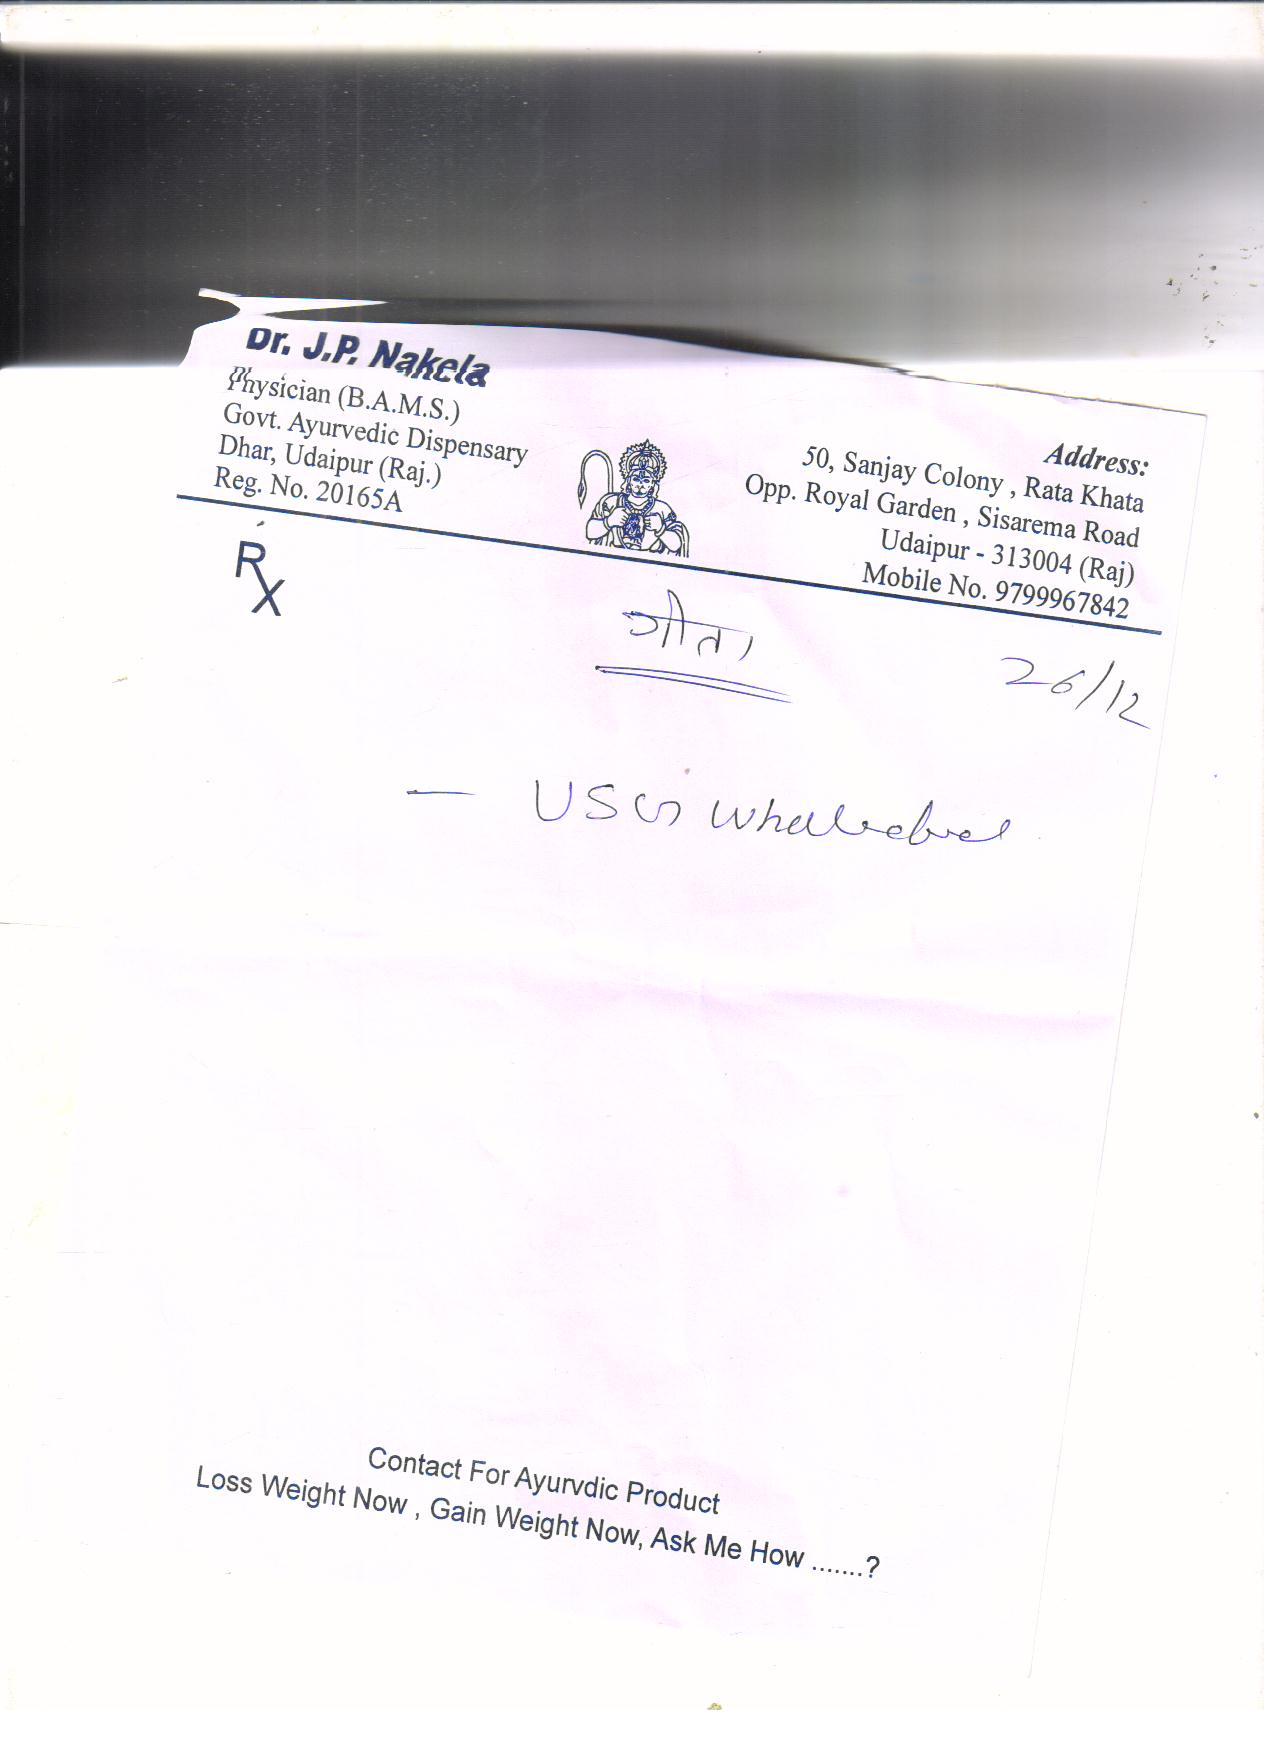 Dr. J.P. Nakela
Physician (B.A.M.S.)
Govt. Ayurvedic Dispensary
Dhar, Udaipur (Raj.)
Reg. No. 20165A
Address:
50, Sanjay Colony , Rata Khata
Opp. Royal Garden , Sisarema Road
Udaipur - 313004 (Raj)
Mobile No. 9799967842
Rx
गीता
26/12
— USG
Contact For Ayurvdic Product
Loss Weight Now , Gain Weight Now, Ask Me How .......?